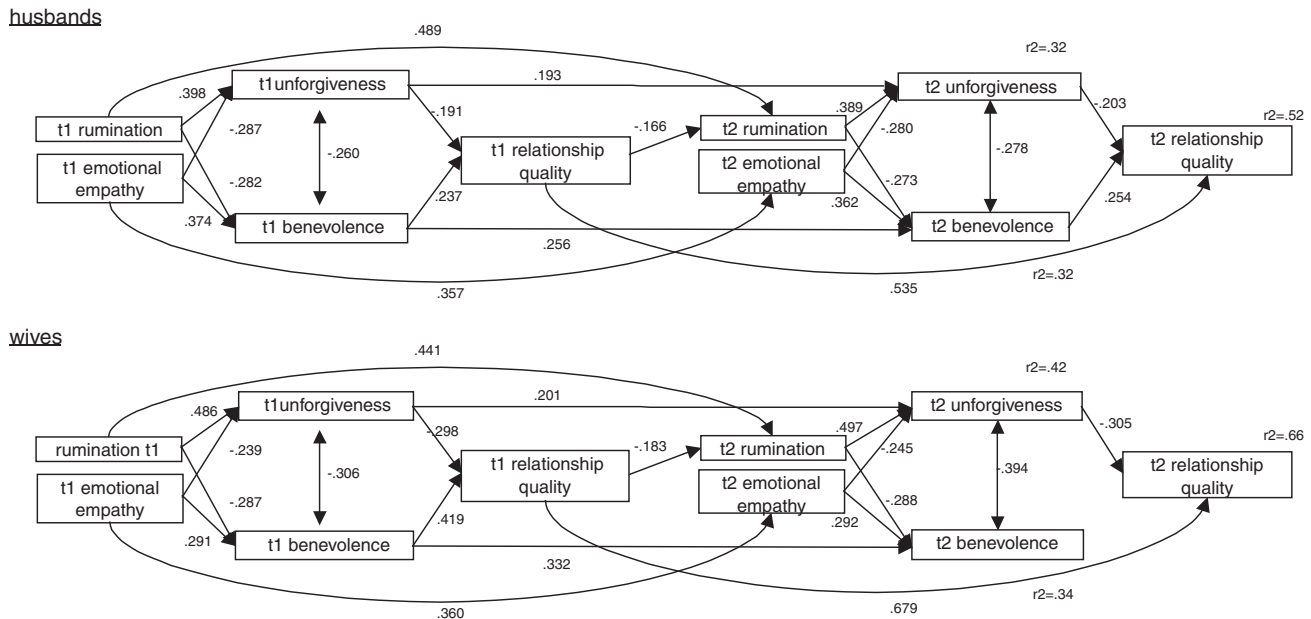 husbands
.489
r2=.32
t1unforgiveness
.193
t2 unforgiveness
.398
-.191
.389
-.203
r2=.52
t1 rumination
-.287
-.166
t2 rumination
-.280
t1 relationship
quality
t2 relationship
quality
-.260
-.278
t1 emotional
empathy
t2 emotional
empathy
-.282
-.273
.237
.362
.254
.374
t1 benevolence
t2 benevolence
.256
r2=.32
.357
.535
wives
.441
r2=.42
t1unforgiveness
.201
t2 unforgiveness
.486
-.298
.497
-.305
r2=.66
rumination t1
-.239
-.183
t2 rumination
-.245
t1 relationship
quality
t2 relationship
quality
-.306
-.394
t1 emotional
empathy
t2 emotional
empathy
-.287
-.288
.419
.292
.291
t1 benevolence
t2 benevolence
.332
r2=.34
.360
.679